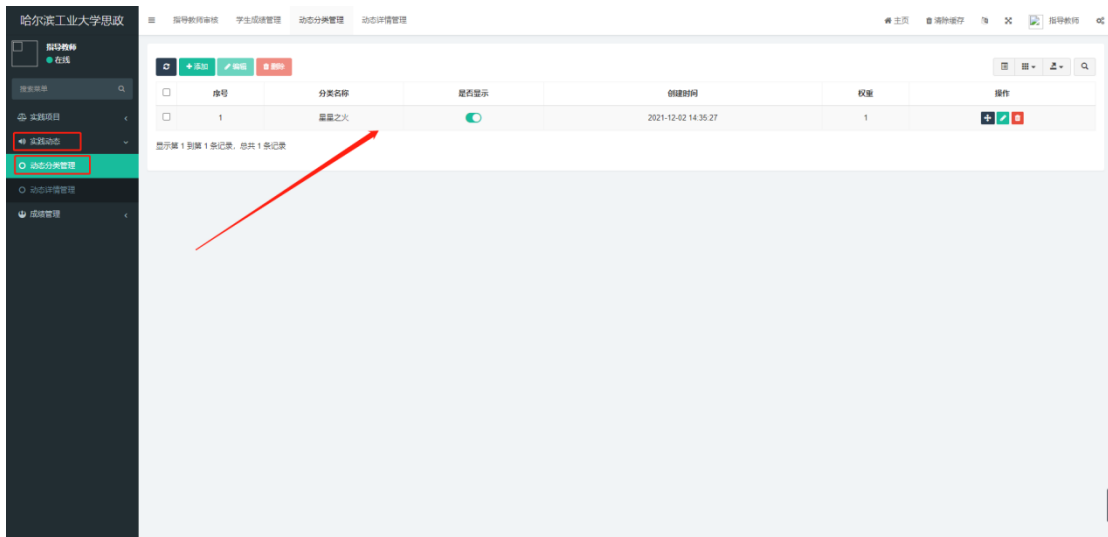 哈尔滨工业大学思政
指导教师审核 学生成绩管理 动态分类管理 动态详情管理
主页 清除缓存 指导教师
指导教师
在线
搜索菜单
实践项目
实践动态
动态分类管理
动态详情管理
成绩管理
添加 编辑 删除
序号 分类名称 是否显示 创建时间 权重 操作
1 星星之火 2021-12-02 14:35:27 1
显示第 1 到第 1 条记录，总共 1 条记录